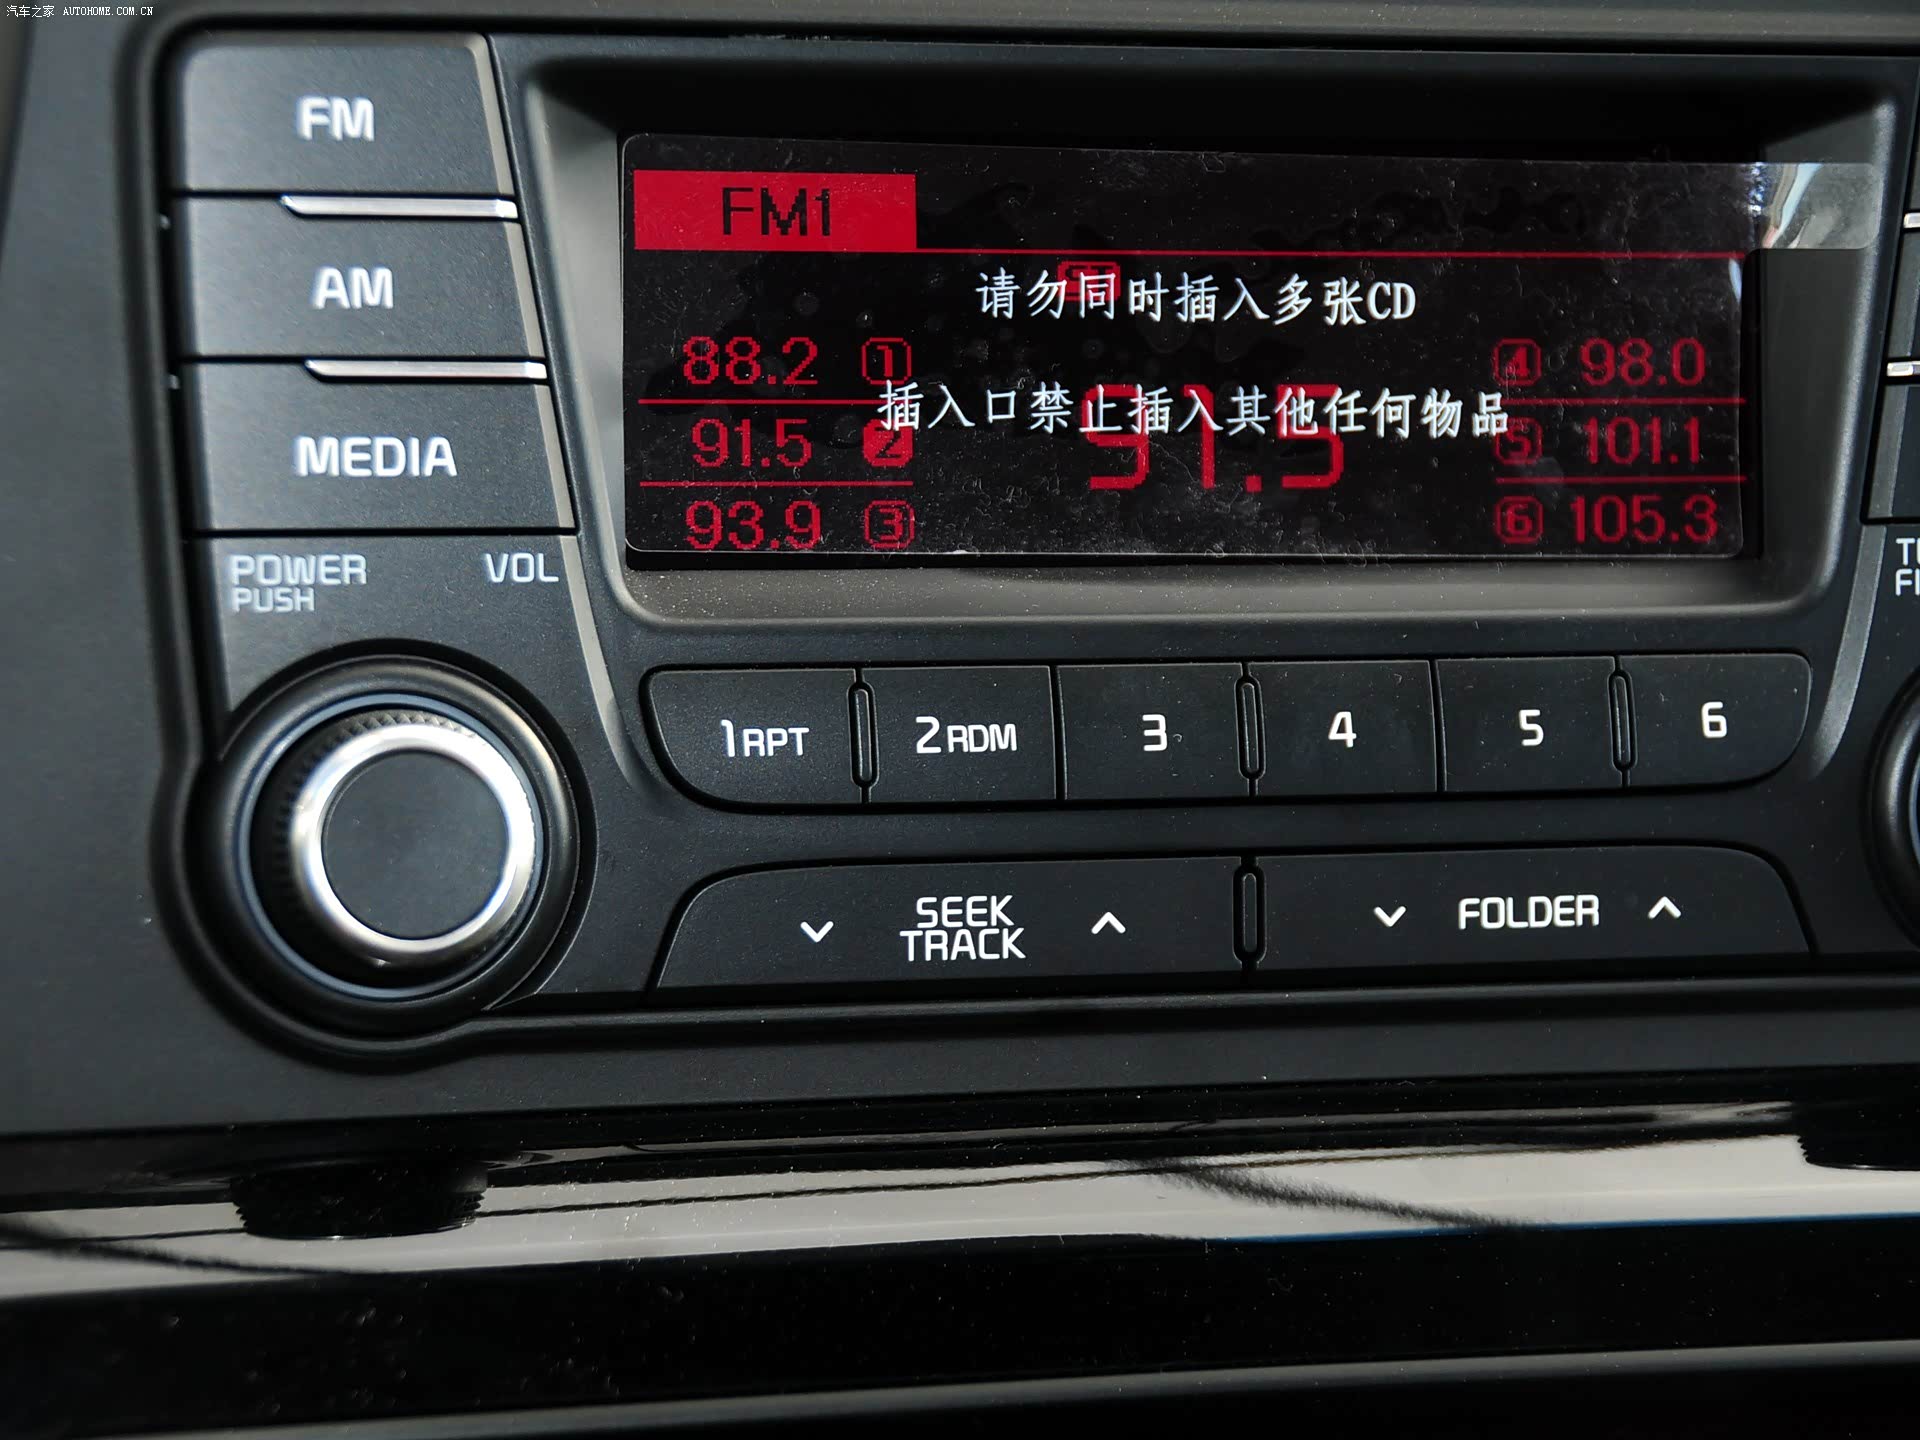 汽车之家 AUTOHOME.COM.CN
FM
AM
MEDIA
POWER
PUSH
VOL
FM1
ST
请勿同时插入多张CD
88.2 1
4 98.0
插入口禁止插入其他任何物品
91.5 2
91.5
5 101.1
93.9 3
6 105.3
1 RPT
2 RDM
3
4
5
6
SEEK
TRACK
FOLDER